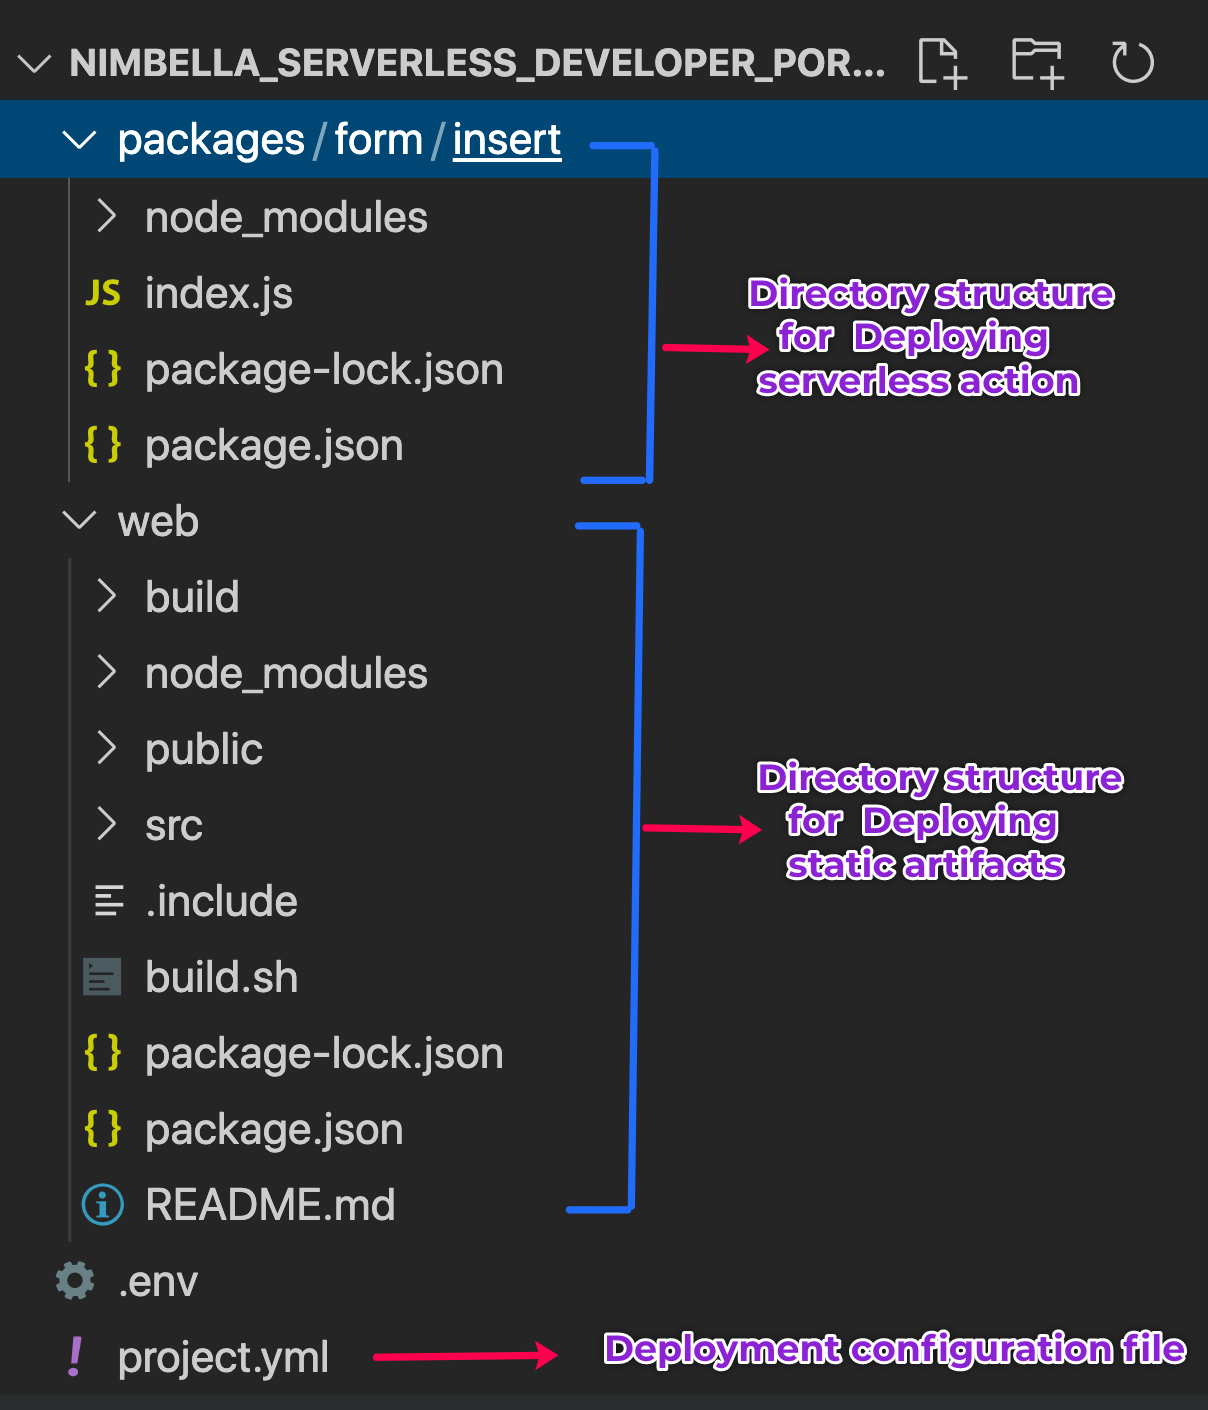 NIMBELLA_SERVERLESS_DEVELOPER_POR...
packages/form/insert
node_modules
JS index.js
{} package-lock.json
{} package.json
Directory structure
for Deploying
serverless action
web
build
node_modules
public
src
.include
build.sh
{} package-lock.json
{} package.json
README.md
Directory structure
for Deploying
static artifacts
.env
! project.yml
Deployment configuration file